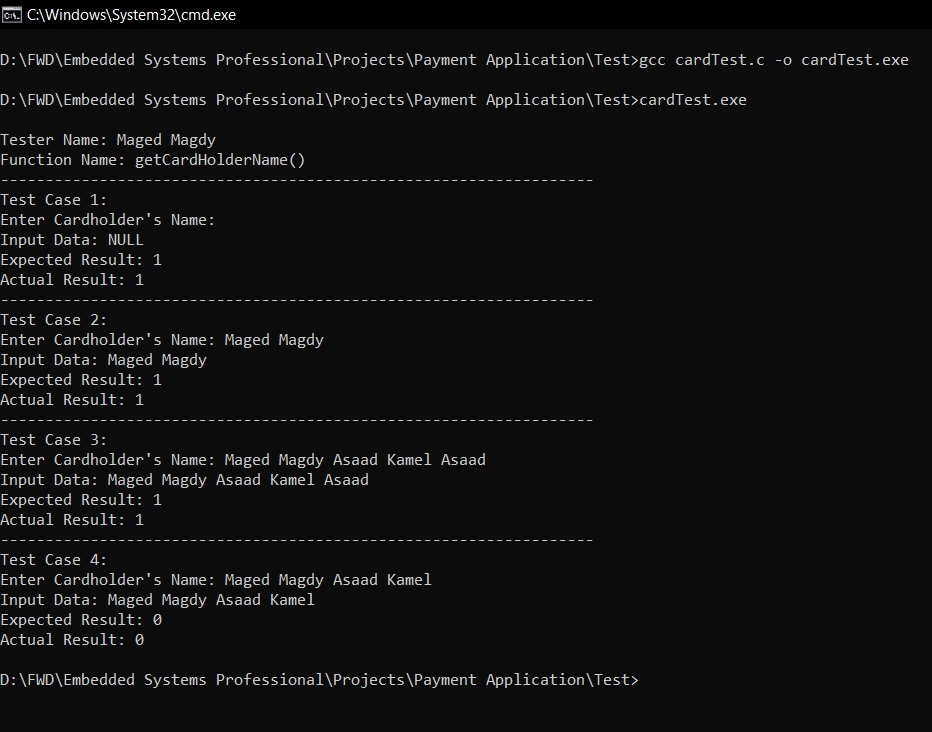 C:\Windows\System32\cmd.exe
D:\FWD\Embedded Systems Professional\Projects\Payment Application\Test>gcc cardTest.c -o cardTest.exe
D:\FWD\Embedded Systems Professional\Projects\Payment Application\Test>cardTest.exe
Tester Name: Maged Magdy
Function Name: getCardHolderName()
------------------------------------------------------------------
Test Case 1:
Enter Cardholder's Name:
Input Data: NULL
Expected Result: 1
Actual Result: 1
------------------------------------------------------------------
Test Case 2:
Enter Cardholder's Name: Maged Magdy
Input Data: Maged Magdy
Expected Result: 1
Actual Result: 1
------------------------------------------------------------------
Test Case 3:
Enter Cardholder's Name: Maged Magdy Asaad Kamel Asaad
Input Data: Maged Magdy Asaad Kamel Asaad
Expected Result: 1
Actual Result: 1
------------------------------------------------------------------
Test Case 4:
Enter Cardholder's Name: Maged Magdy Asaad Kamel
Input Data: Maged Magdy Asaad Kamel
Expected Result: 0
Actual Result: 0
D:\FWD\Embedded Systems Professional\Projects\Payment Application\Test>